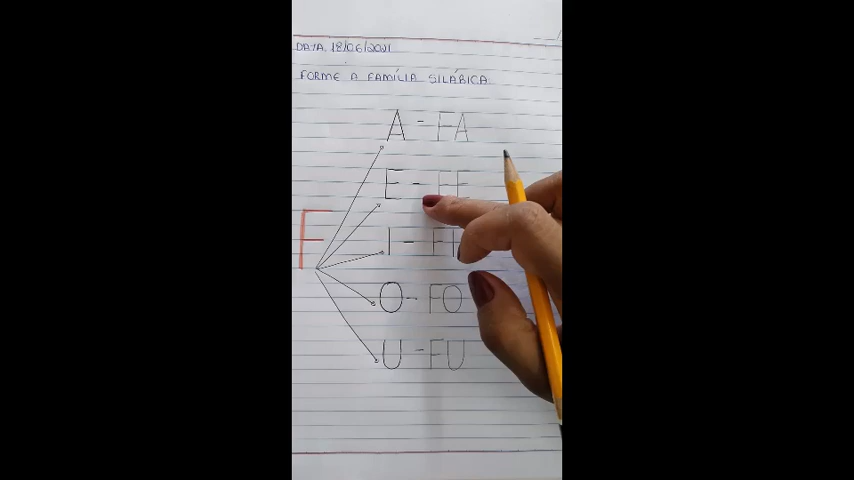 DATA 18/06/2021
FORME A FAMÍLIA SILÁBICA
F
A - FA
E - FE
I - FI
O - FO
U - FU